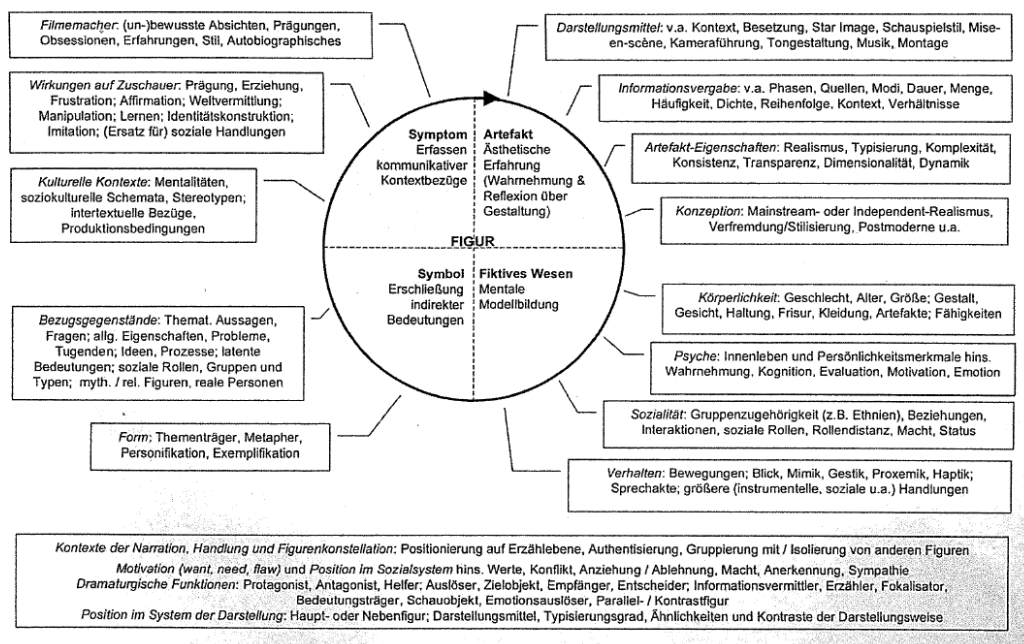 Filmemacher: (un-)bewusste Absichten, Prägungen,
Obsessionen, Erfahrungen, Stil, Autobiographisches
Wirkungen auf Zuschauer: Prägung, Erziehung,
Frustration; Affirmation; Weltvermittlung;
Manipulation; Lernen; Identitätskonstruktion;
Imitation; (Ersatz für) soziale Handlungen
Kulturelle Kontexte: Mentalitäten,
soziokulturelle Schemata, Stereotypen;
intertextuelle Bezüge,
Produktionsbedingungen
Bezugsgegenstände: Themat. Aussagen,
Fragen; allg. Eigenschaften, Probleme,
Tugenden; Ideen, Prozesse; latente
Bedeutungen; soziale Rollen, Gruppen und
Typen; myth. / rel. Figuren, reale Personen
Form; Thementräger, Metapher,
Personifikation, Exemplifikation
Symptom
Erfassen
kommunikativer
Kontextbezüge
Artefakt
Ästhetische
Erfahrung
(Wahrnehmung &
Reflexion über
Gestaltung)
FIGUR
Symbol
Erschließung
indirekter
Bedeutungen
Fiktives Wesen
Mentale
Modellbildung
Darstellungsmittel: v.a. Kontext, Besetzung, Star Image, Schauspielstil, Mise-
en-scène, Kameraführung, Tongestaltung, Musik, Montage
Informationsvergabe: v.a. Phasen, Quellen, Modi, Dauer, Menge,
Häufigkeit, Dichte, Reihenfolge, Kontext, Verhältnisse
Artefakt-Eigenschaften: Realismus, Typisierung, Komplexität,
Konsistenz, Transparenz, Dimensionalität, Dynamik
Konzeption: Mainstream- oder Independent-Realismus,
Verfremdung/Stilisierung, Postmoderne u.a.
Körperlichkeit: Geschlecht, Alter, Größe; Gestalt,
Gesicht, Haltung, Frisur, Kleidung, Artefakte; Fähigkeiten
Psyche: Innenleben und Persönlichkeitsmerkmale hins.
Wahrnehmung, Kognition, Evaluation, Motivation, Emotion
Sozialität: Gruppenzugehörigkeit (z.B. Ethnien), Beziehungen,
Interaktionen, soziale Rollen, Rollendistanz, Macht, Status
Verhalten: Bewegungen; Blick, Mimik, Gestik, Proxemik, Haptik;
Sprechakte; größere (instrumentelle, soziale u.a.) Handlungen
Kontexte der Narration, Handlung und Figurenkonstellation: Positionierung auf Erzählebene, Authentisierung, Gruppierung mit / Isolierung von anderen Figuren
Motivation (want, need, flaw) und Position im Sozialsystem hins. Werte, Konflikt, Anziehung / Ablehnung, Macht, Anerkennung, Sympathie
Dramaturgische Funktionen: Protagonist, Antagonist, Helfer; Auslöser, Zielobjekt, Empfänger, Entscheider; Informationsvermittler, Erzähler, Fokalisator,
Bedeutungsträger, Schauobjekt, Emotionsauslöser, Parallel- / Kontrastfigur
Position im System der Darstellung: Haupt- oder Nebenfigur; Darstellungsmittel, Typisierungsgrad, Ähnlichkeiten und Kontraste der Darstellungsweise